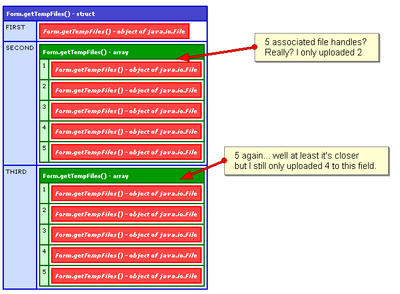 Form.getTempFiles() - struct
FIRST
Form.getTempFiles() - object of java.io.File
SECOND
Form.getTempFiles() - array
1 Form.getTempFiles() - object of java.io.File
2 Form.getTempFiles() - object of java.io.File
3 Form.getTempFiles() - object of java.io.File
4 Form.getTempFiles() - object of java.io.File
5 Form.getTempFiles() - object of java.io.File
5 associated file handles?
Really? I only uploaded 2
THIRD
Form.getTempFiles() - array
1 Form.getTempFiles() - object of java.io.File
2 Form.getTempFiles() - object of java.io.File
3 Form.getTempFiles() - object of java.io.File
4 Form.getTempFiles() - object of java.io.File
5 Form.getTempFiles() - object of java.io.File
5 again... well at least it's closer
but I still only uploaded 4 to this field.